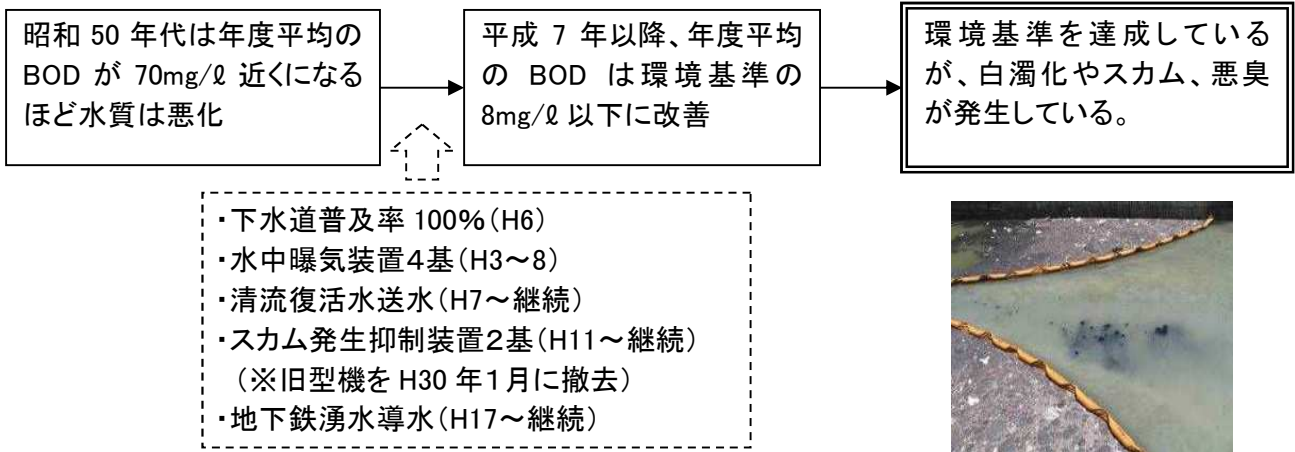 昭和 50 年代は年度平均の
BOD が 70mg/ℓ 近くになる
ほど水質は悪化
平成 7 年以降、年度平均
の BOD は環境基準の
8mg/ℓ 以下に改善
環境基準を達成している
が、白濁化やスカム、悪臭
が発生している。
・下水道普及率 100%(H6)
・水中曝気装置4基(H3～8)
・清流復活水送水(H7～継続)
・スカム発生抑制装置2基(H11～継続)
(※旧型機を H30 年1月に撤去)
・地下鉄湧水導水(H17～継続)